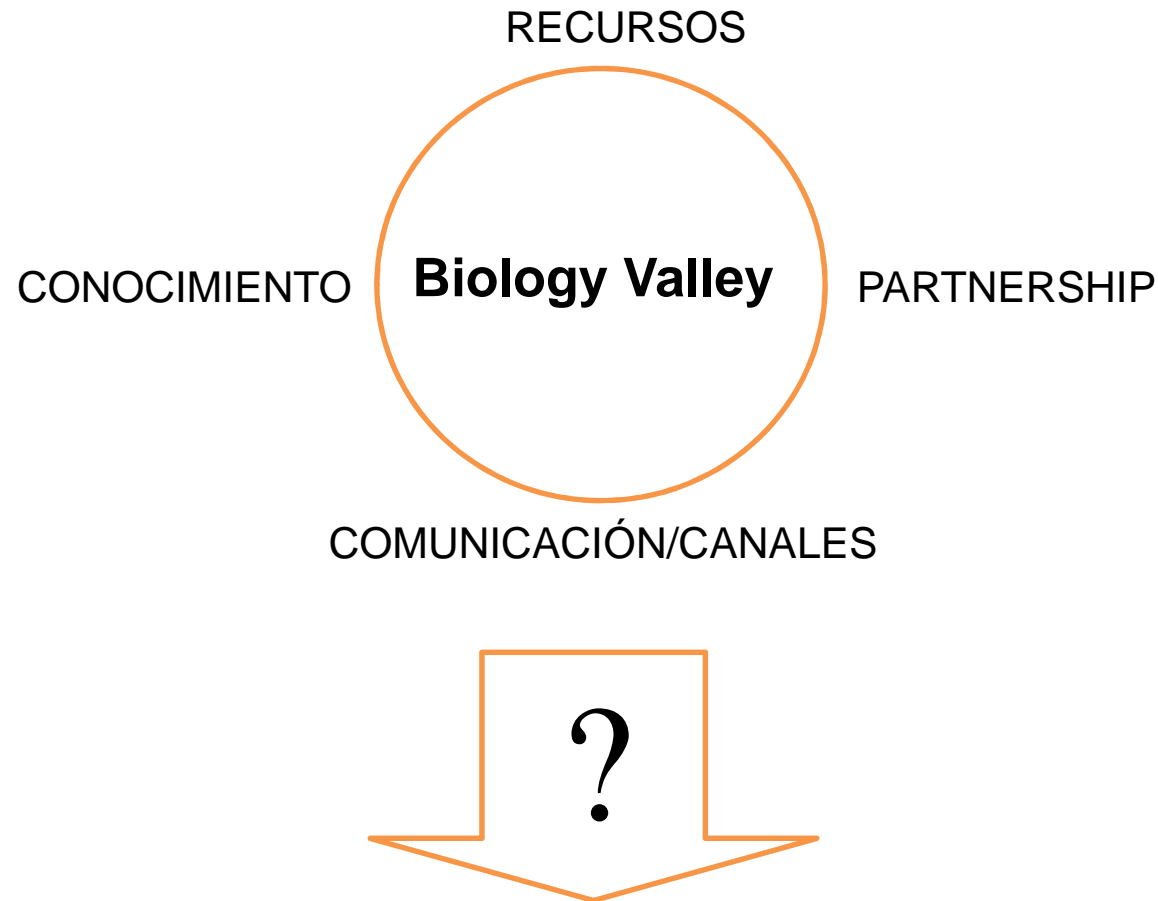 RECURSOS
CONOCIMIENTO
Biology Valley
PARTNERSHIP
COMUNICACIÓN/CANALES
?